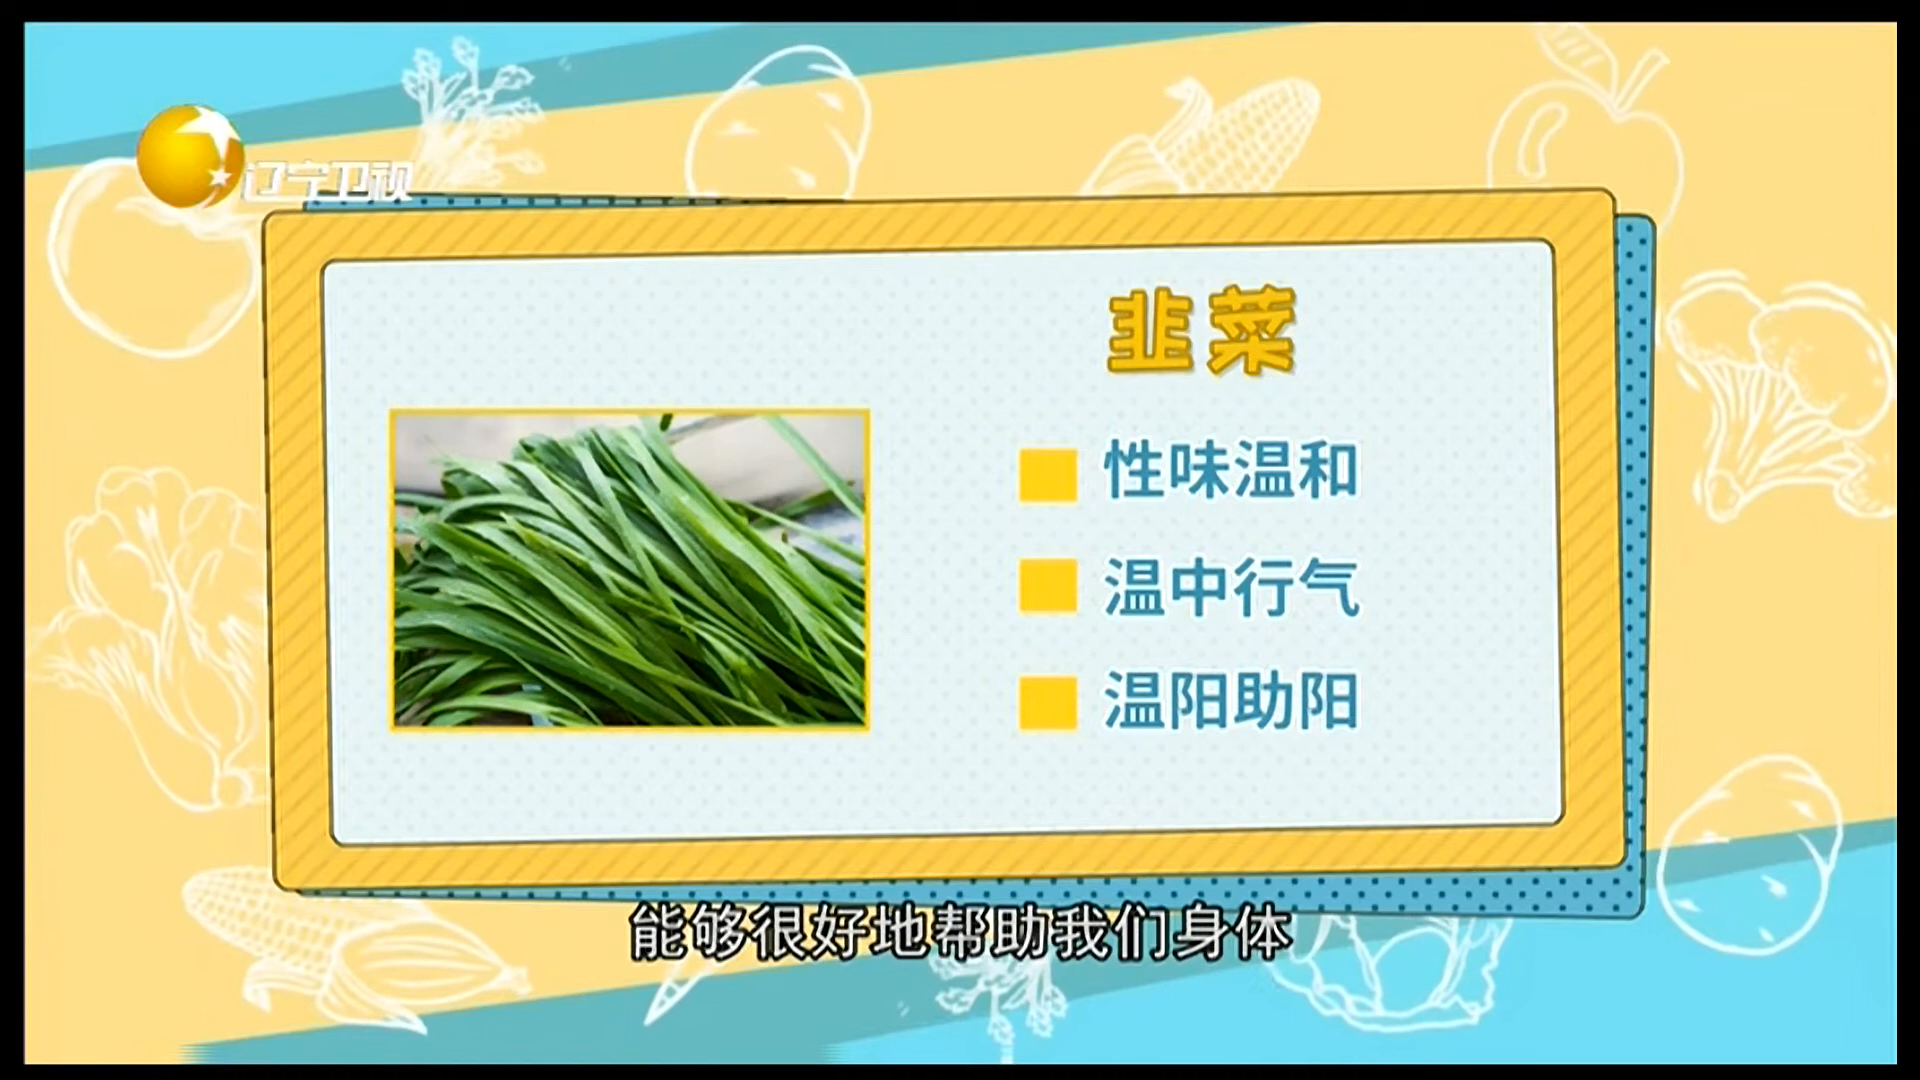 辽宁卫视
韭菜
性味温和
温中行气
温阳助阳
能够很好地帮助我们身体